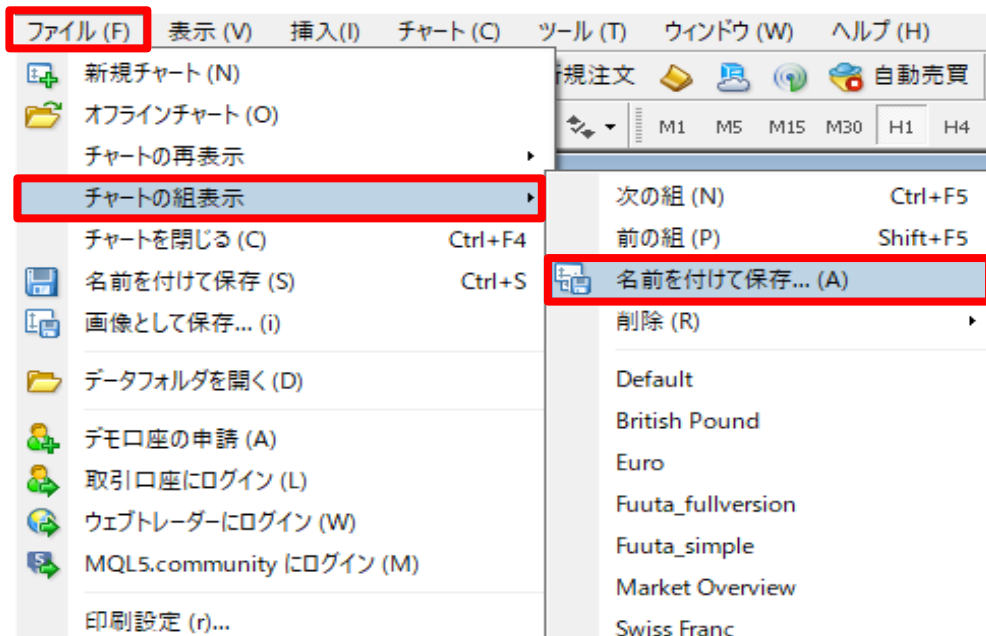 ファイル (F) 表示 (V) 挿入(I) チャート (C) ツール (T) ウィンドウ (W) ヘルプ (H)
規注文 自動売買
M1 M5 M15 M30 H1 H4
新規チャート (N)
オフラインチャート (O)
チャートの再表示
チャートの組表示
チャートを閉じる (C) Ctrl+F4
名前を付けて保存 (S) Ctrl+S
画像として保存... (i)
データフォルダを開く (D)
デモ口座の申請 (A)
取引口座にログイン (L)
ウェブトレーダーにログイン (W)
MQL5.community にログイン (M)
印刷設定 (r)...
次の組 (N) Ctrl+F5
前の組 (P) Shift+F5
名前を付けて保存... (A)
削除 (R)
Default
British Pound
Euro
Fuuta_fullversion
Fuuta_simple
Market Overview
Swiss Franc